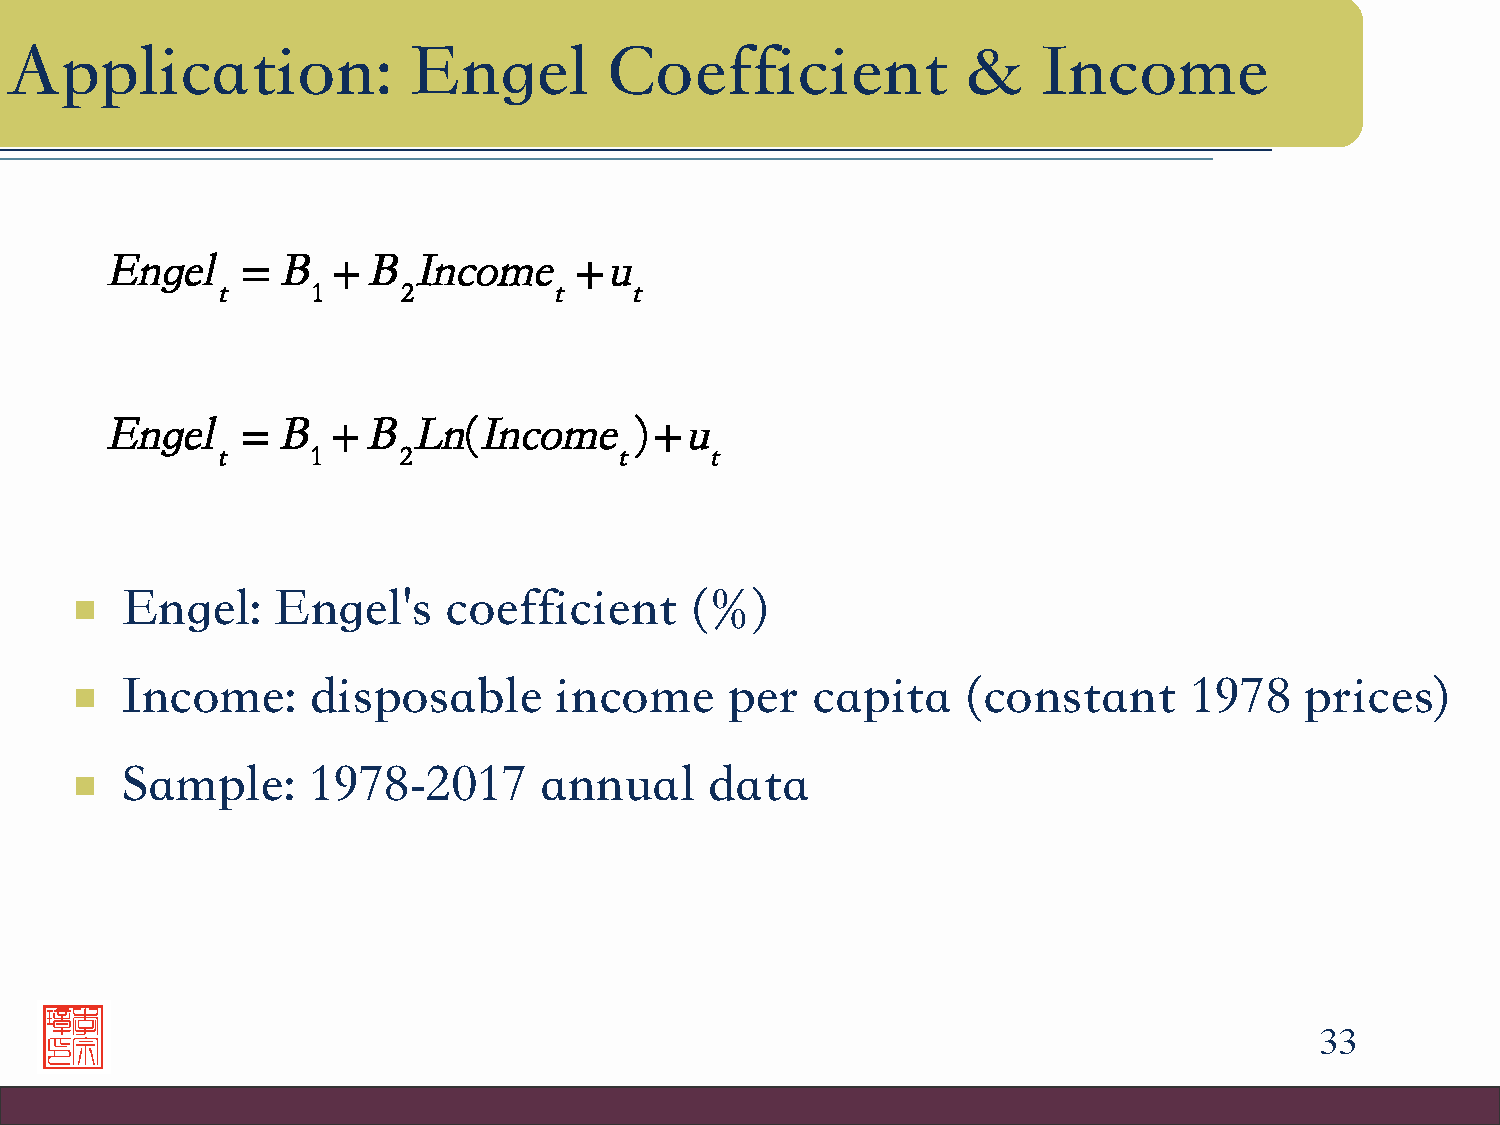 Application: Engel Coefficient & Income
Engel_t = B_1 + B_2 Income_t + u_t
Engel_t = B_1 + B_2 Ln(Income_t) + u_t
■ Engel: Engel's coefficient (%)
■ Income: disposable income per capita (constant 1978 prices)
■ Sample: 1978-2017 annual data
33